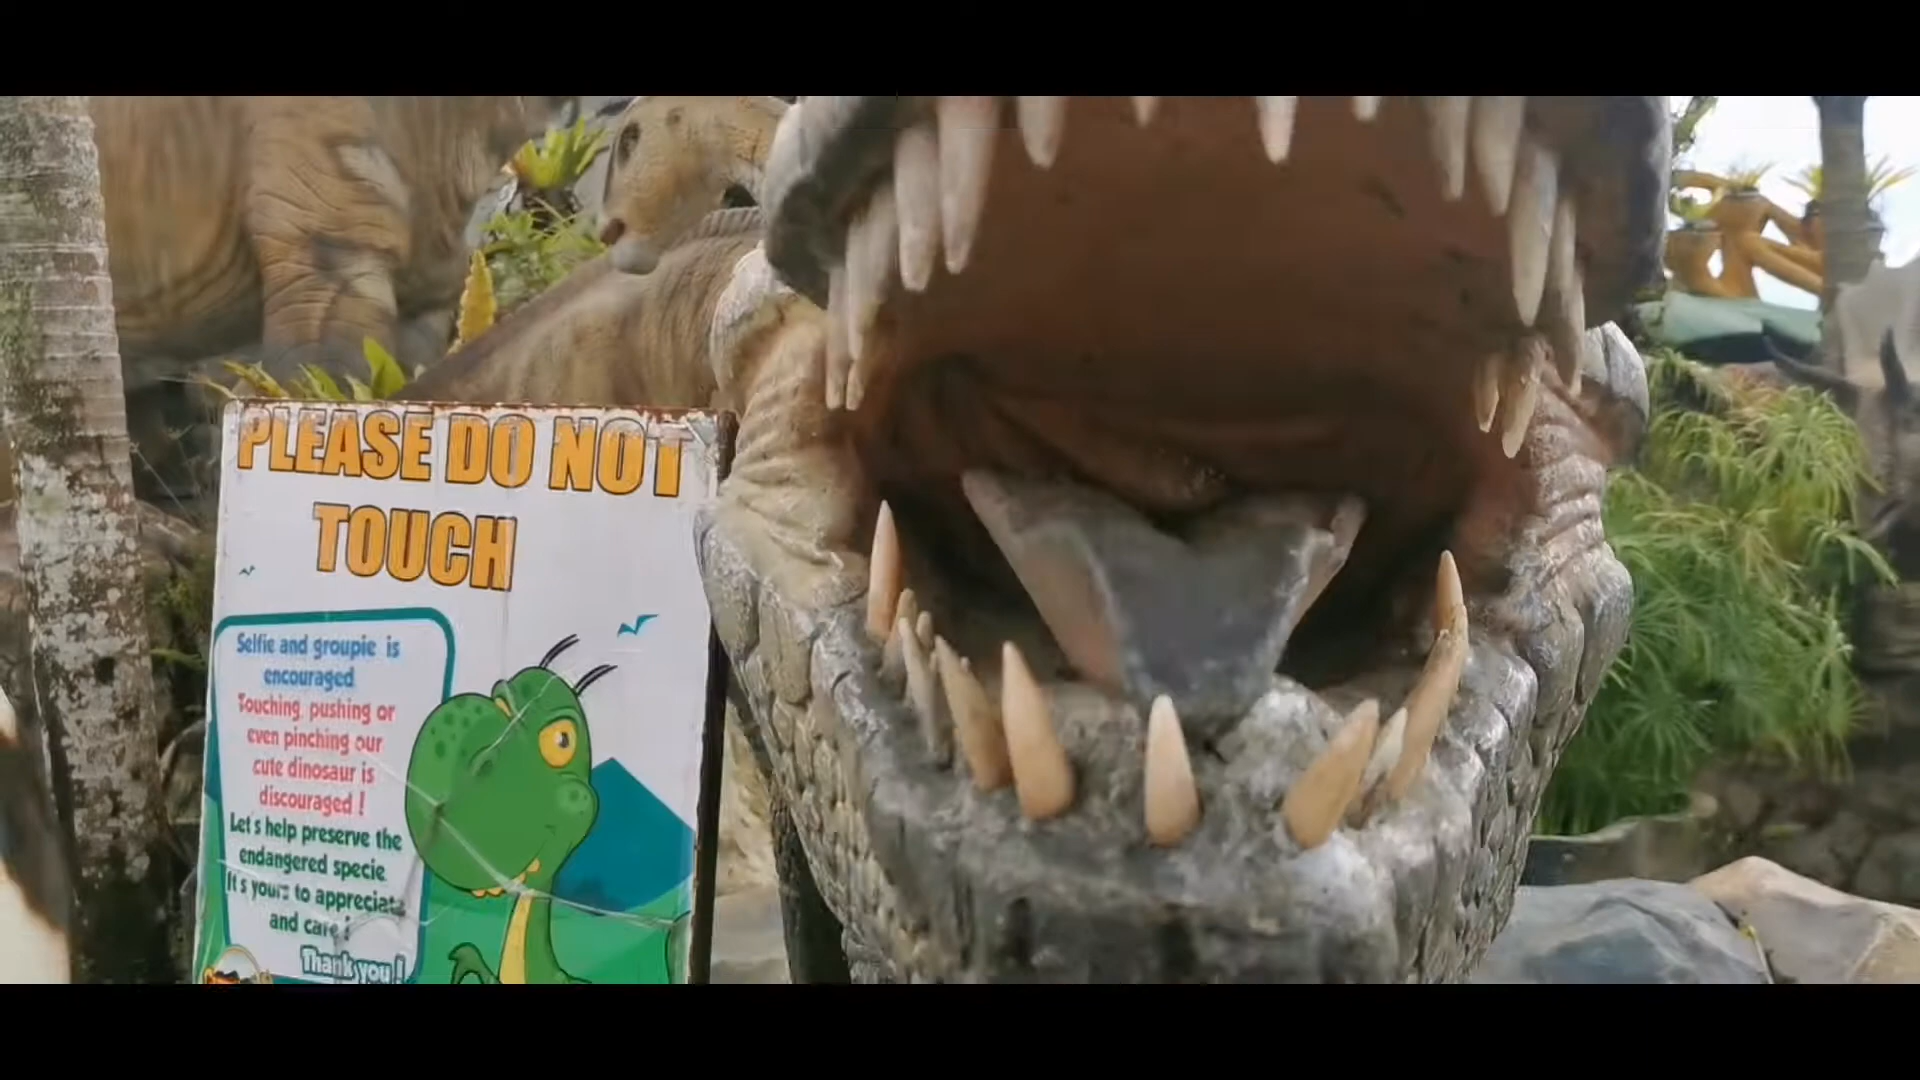 PLEASE DO NOT
TOUCH
Selfie and groupie is
encouraged
Touching, pushing or
even pinching our
cute dinosaur is
discouraged !
Let's help preserve the
endangered specie
It's yours to appreciate
and care !
Thank you !